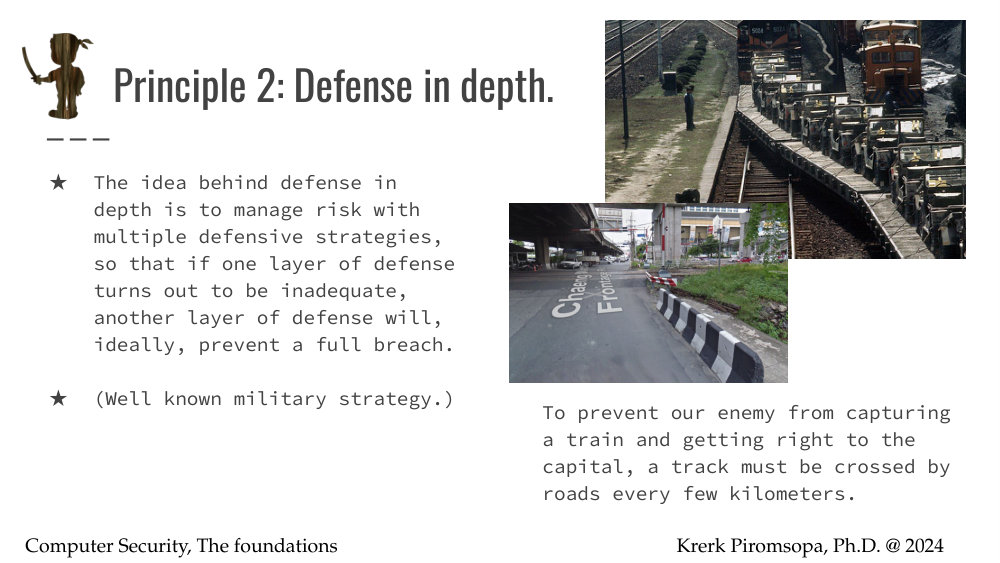 Principle 2: Defense in depth.
★ The idea behind defense in
depth is to manage risk with
multiple defensive strategies,
so that if one layer of defense
turns out to be inadequate,
another layer of defense will,
ideally, prevent a full breach.
★ (Well known military strategy.)
5024
To prevent our enemy from capturing
a train and getting right to the
capital, a track must be crossed by
roads every few kilometers.
Computer Security, The foundations
Krerk Piromsopa, Ph.D. @ 2024